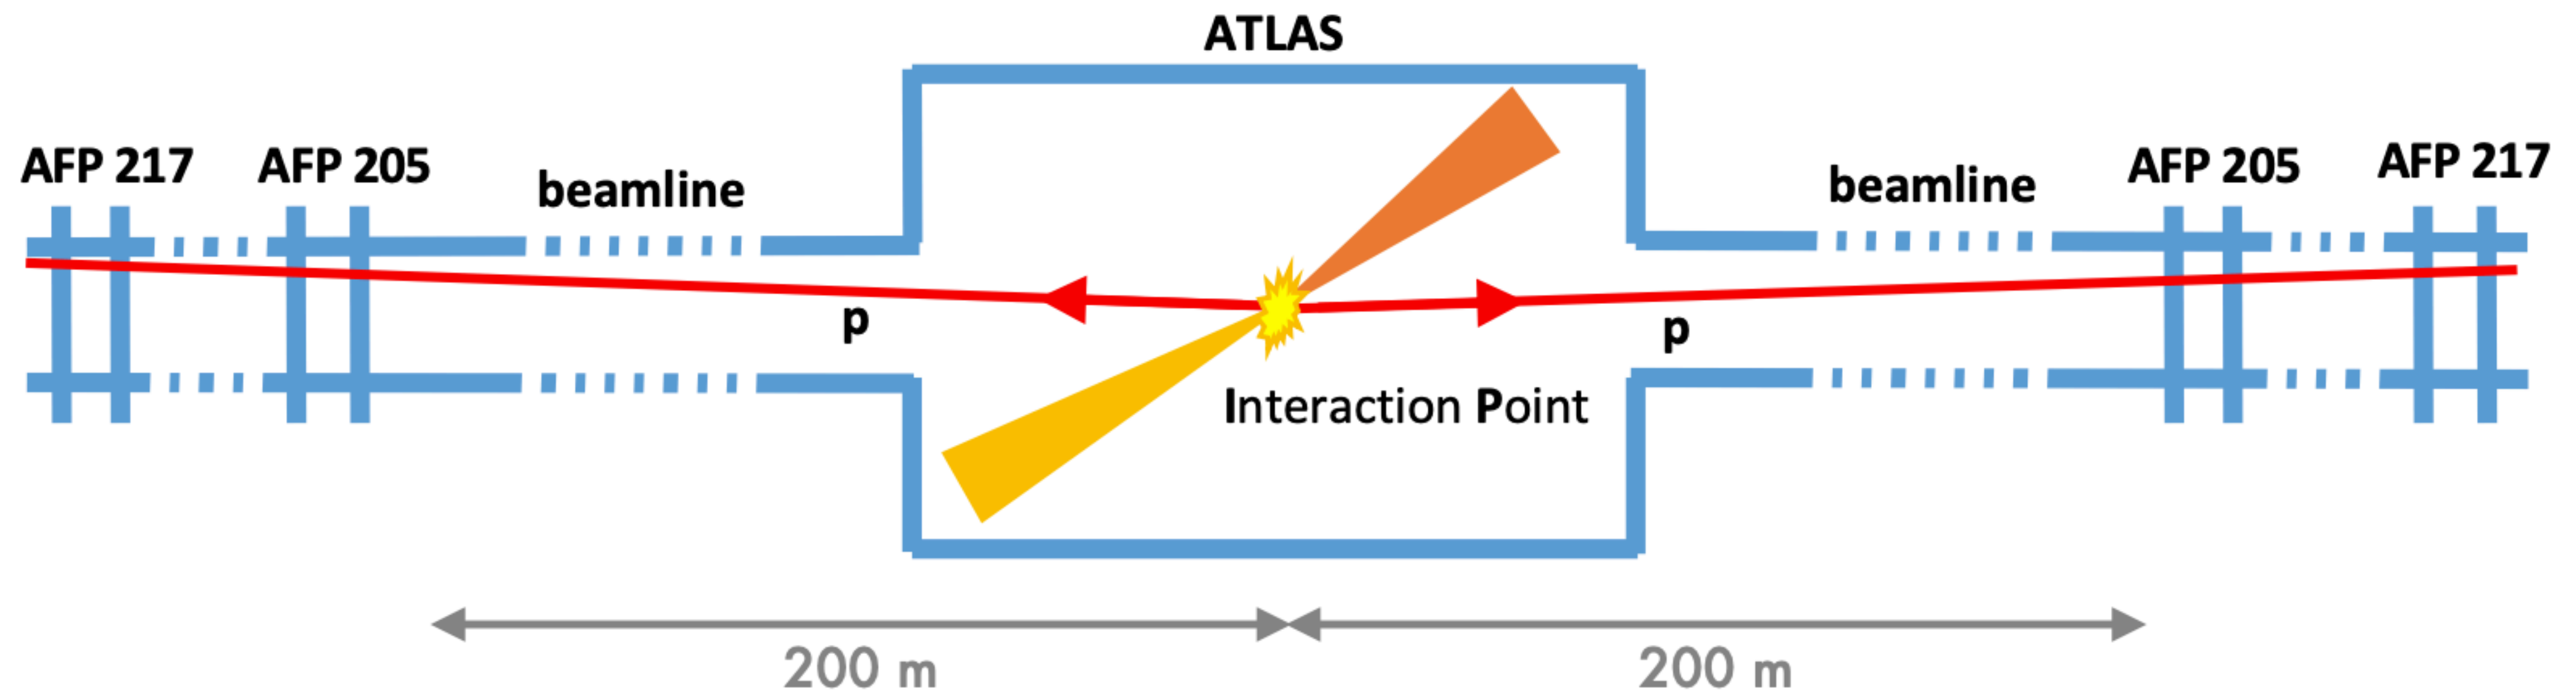 ATLAS
AFP 217
AFP 205
beamline
beamline
AFP 205
AFP 217
p
p
Interaction Point
200 m
200 m